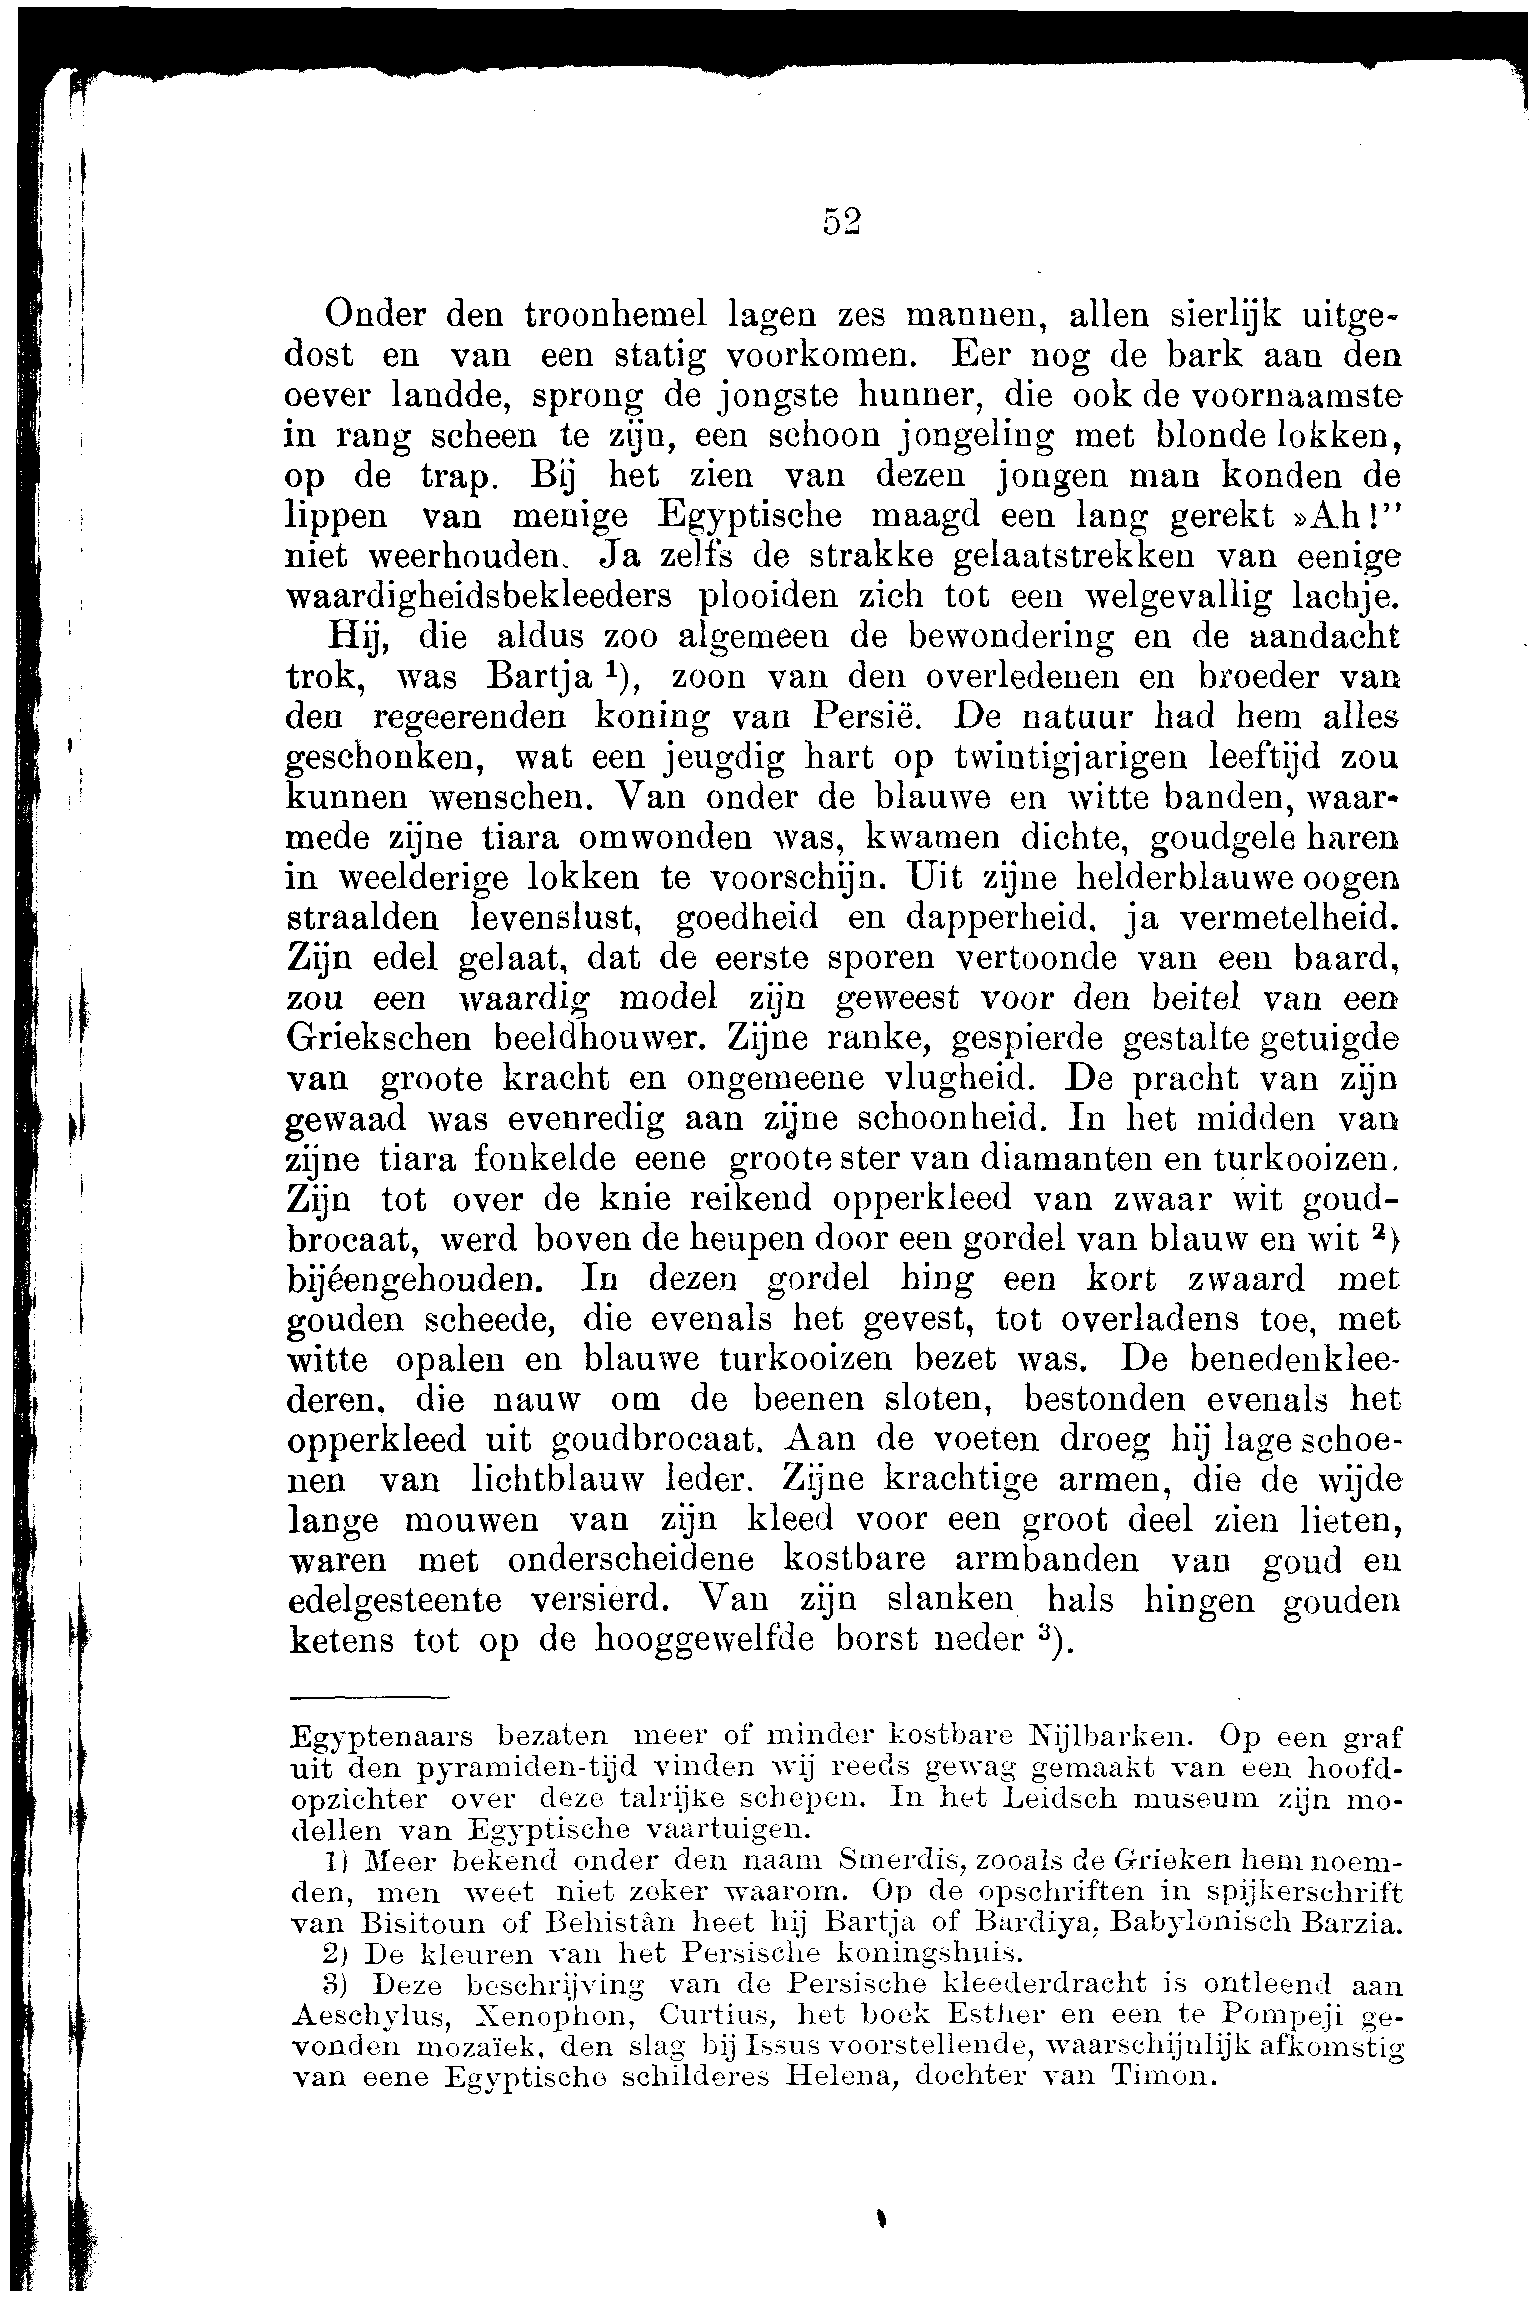 52
Onder den troonhemel lagen zes mannen, allen sierlijk uitge-
dost en van een statig voorkomen. Eer nog de bark aan den
oever landde, sprong de jongste hunner, die ook de voornaamste
in rang scheen te zijn, een schoon jongeling met blonde lokken,
op de trap. Bij het zien van dezen jongen man konden de
lippen van menige Egyptische maagd een lang gerekt »Ah!”
niet weerhouden. Ja zelfs de strakke gelaatstrekken van eenige
waardigheidsbekleeders plooiden zich tot een welgevallig lachje.
Hij, die aldus zoo algemeen de bewondering en de aandacht
trok, was Bartja ¹), zoon van den overledenen en broeder van
den regeerenden koning van Persië. De natuur had hem alles
geschonken, wat een jeugdig hart op twintigjarigen leeftijd zou
kunnen wenschen. Van onder de blauwe en witte banden, waar-
mede zijne tiara omwonden was, kwamen dichte, goudgele haren
in weelderige lokken te voorschijn. Uit zijne helderblauwe oogen
straalden levenslust, goedheid en dapperheid, ja vermetelheid.
Zijn edel gelaat, dat de eerste sporen vertoonde van een baard,
zou een waardig model zijn geweest voor den beitel van een
Griekschen beeldhouwer. Zijne ranke, gespierde gestalte getuigde
van groote kracht en ongemeene vlugheid. De pracht van zijn
gewaad was evenredig aan zijne schoonheid. In het midden van
zijne tiara fonkelde eene groote ster van diamanten en turkooizen.
Zijn tot over de knie reikend opperkleed van zwaar wit goud-
brocaat, werd boven de heupen door een gordel van blauw en wit ²)
bijéengehouden. In dezen gordel hing een kort zwaard met
gouden scheede, die evenals het gevest, tot overladens toe, met
witte opalen en blauwe turkooizen bezet was. De benedenklee-
deren, die nauw om de beenen sloten, bestonden evenals het
opperkleed uit goudbrocaat. Aan de voeten droeg hij lage schoe-
nen van lichtblauw leder. Zijne krachtige armen, die de wijde
lange mouwen van zijn kleed voor een groot deel zien lieten,
waren met onderscheidene kostbare armbanden van goud en
edelgesteente versierd. Van zijn slanken hals hingen gouden
ketens tot op de hooggewelfde borst neder ³).
Egyptenaars bezaten meer of minder kostbare Nijlbarken. Op een graf
uit den pyramiden-tijd vinden wij reeds gewag gemaakt van een hoofd-
opzichter over deze talrijke schepen. In het Leidsch museum zijn mo-
dellen van Egyptische vaartuigen.
1) Meer bekend onder den naam Smerdis, zooals de Grieken hem noem-
den, men weet niet zeker waarom. Op de opschriften in spijkerschrift
van Bisitoun of Behistân heet hij Bartja of Bardiya, Babylonisch Barzia.
2) De kleuren van het Persische koningshuis.
3) Deze beschrijving van de Persische kleederdracht is ontleend aan
Aeschylus, Xenophon, Curtius, het boek Esther en een te Pompeji ge-
vonden mozaïek, den slag bij Issus voorstellende, waarschijnlijk afkomstig
van eene Egyptische schilderes Helena, dochter van Timon.